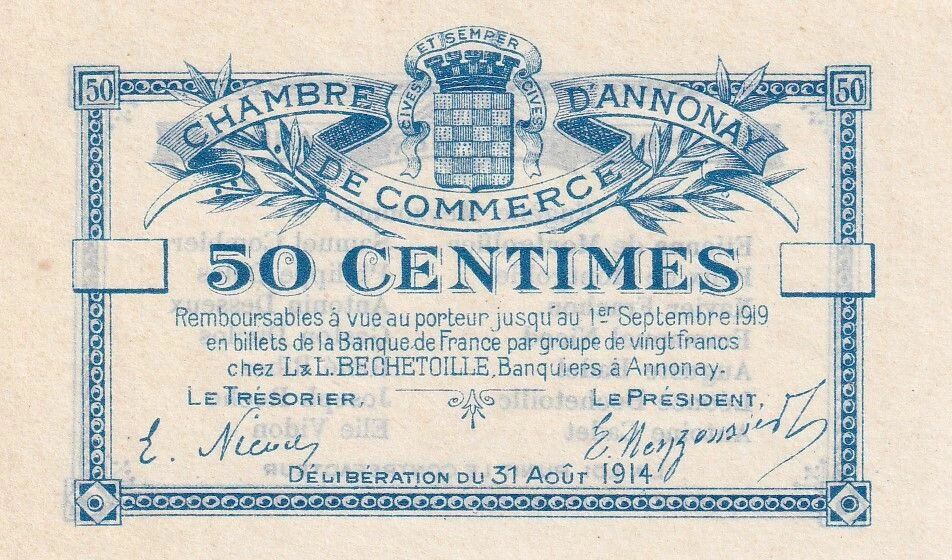 ET SEMPER
CIVES CIVES
50 50
CHAMBRE D'ANNONAY
DE COMMERCE
50 CENTIMES
Remboursables à vue au porteur jusqu'au 1er Septembre 1919
en billets de la Banque de France par groupe de vingt francs
chez L & L. BECHETOILLE, Banquiers à Annonay.
LE TRÉSORIER. LE PRÉSIDENT,
E. Nicod
DÉLIBERATION DU 31 AOÛT 1914